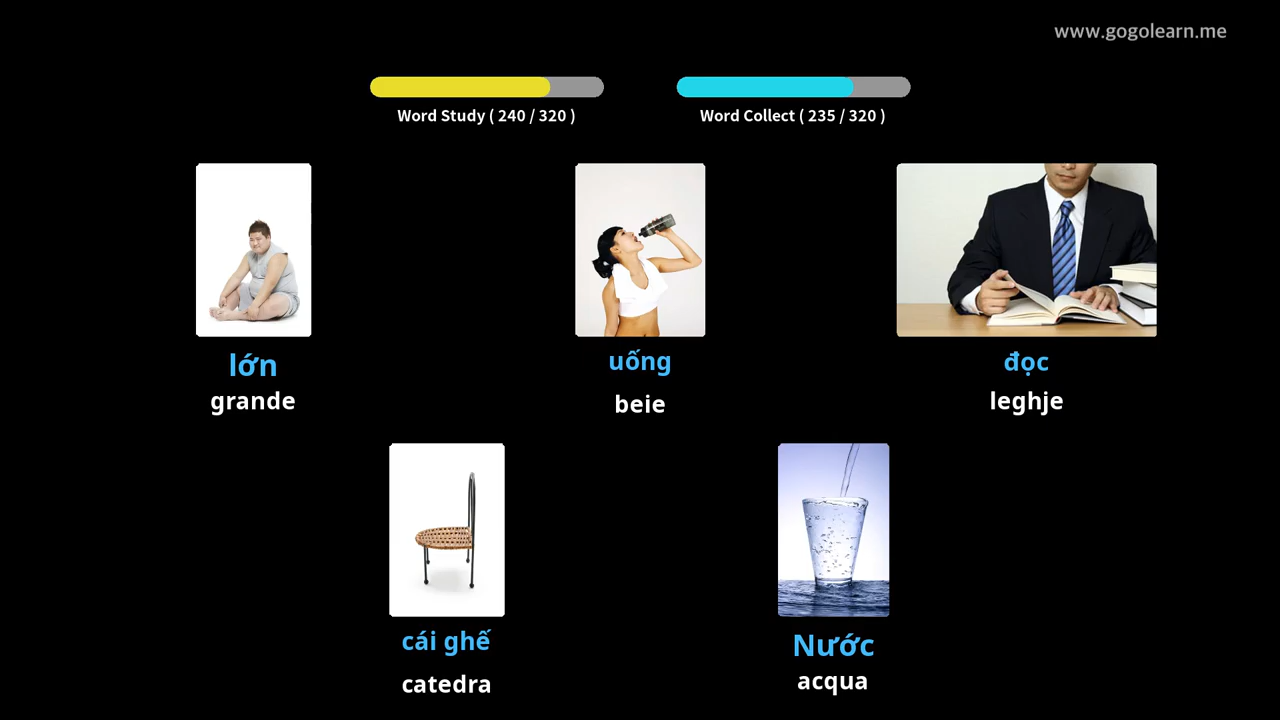 www.gogolearn.me
Word Study ( 240 / 320 )
Word Collect ( 235 / 320 )
lớn
grande
uống
beie
đọc
leghje
cái ghế
catedra
Nước
acqua